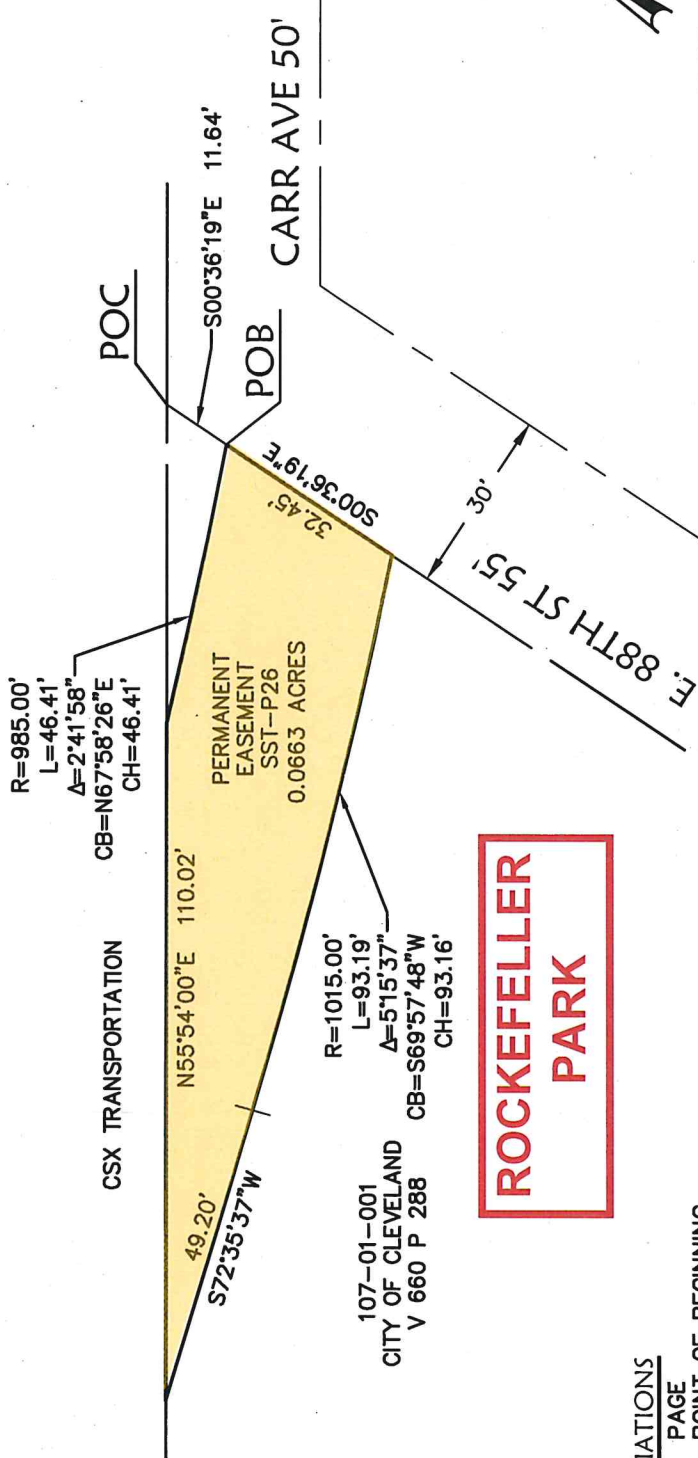 POC
S00°36'19"E 11.64'
CARR AVE 50'
POB
R=985.00'
L=46.41'
Δ=2°41'58"
CB=N67°58'26"E
CH=46.41'
CSX TRANSPORTATION
N55°54'00"E 110.02'
PERMANENT
EASEMENT
SST-P26
0.0663 ACRES
S00°36'19"E
32.45'
30'
E. 88TH ST 55'
49.20'
S72°35'37"W
R=1015.00'
L=93.19'
Δ=5°15'37"
CB=S69°57'48"W
CH=93.16'
107-01-001
CITY OF CLEVELAND
V 660 P 288
ROCKEFELLER
PARK
IATIONS
PAGE
POINT OF BEGINNING